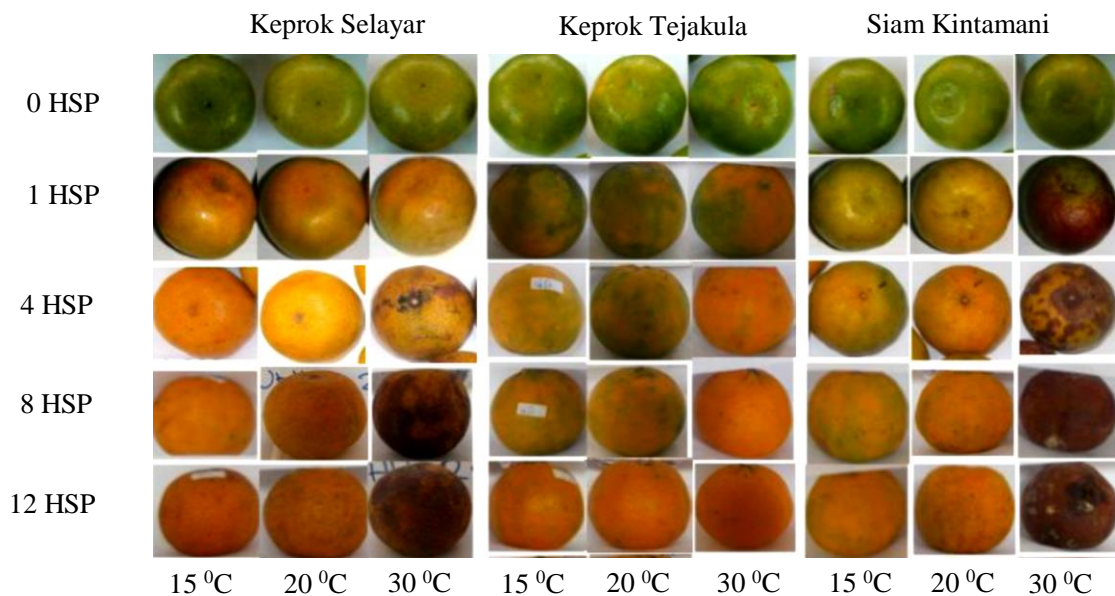 Keprok Selayar Keprok Tejakula Siam Kintamani
0 HSP
1 HSP
4 HSP
8 HSP
12 HSP
15 ⁰C 20 ⁰C 30 ⁰C 15 ⁰C 20 ⁰C 30 ⁰C 15 ⁰C 20 ⁰C 30 ⁰C